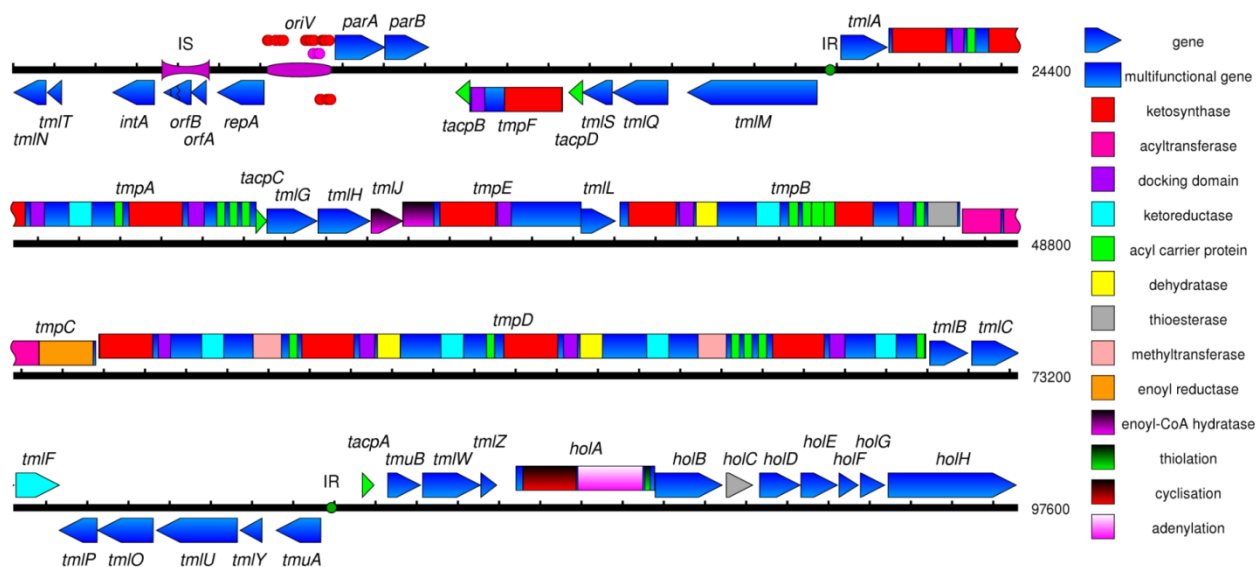 oriV parA parB
IS IR tmlA
24400
tmlN tmlT intA orfB orfA repA tacpB tmpF tacpD tmlS tmlQ tmlM
tmpA tacpC tmlG tmlH tmlJ tmpE tmlL tmpB
48800
tmpC tmpD tmlB tmlC
73200
tmlF IR tacpA tmuB tmlW tmlZ holA holB holC holD holE holF holG holH
97600
tmlP tmlO tmlU tmlY tmuA
gene
multifunctional gene
ketosynthase
acyltransferase
docking domain
ketoreductase
acyl carrier protein
dehydratase
thioesterase
methyltransferase
enoyl reductase
enoyl-CoA hydratase
thiolation
cyclisation
adenylation